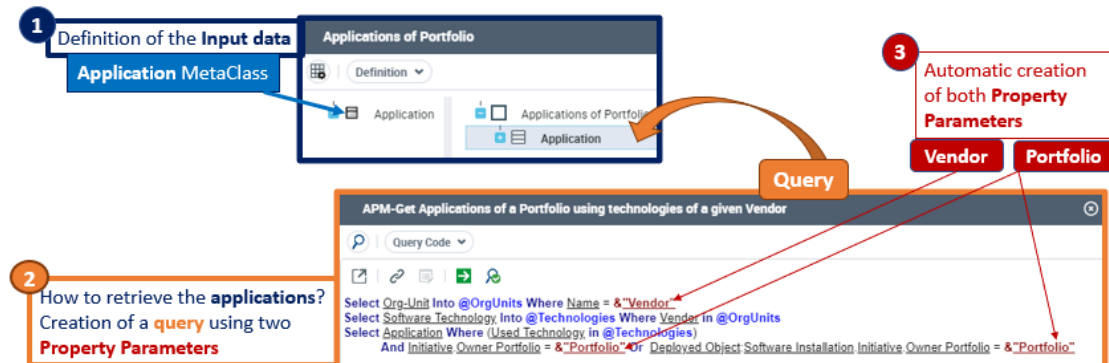 1
Definition of the Input data
Application MetaClass
Applications of Portfolio
Definition
Application
Applications of Portfolio
Application
3
Automatic creation
of both Property
Parameters
Vendor
Portfolio
Query
2
How to retrieve the applications?
Creation of a query using two
Property Parameters
APM-Get Applications of a Portfolio using technologies of a given Vendor
Query Code
Select Org-Unit Into @OrgUnits Where Name = &"Vendor"
Select Software Technology Into @Technologies Where Vender in @OrgUnits
Select Application Where (Used Technology in @Technologies)
And Initiative.Owner Portfolio = &"Portfolio" Or Deployed Object:Software Installation.Initiative.Owner Portfolio = &"Portfolio"